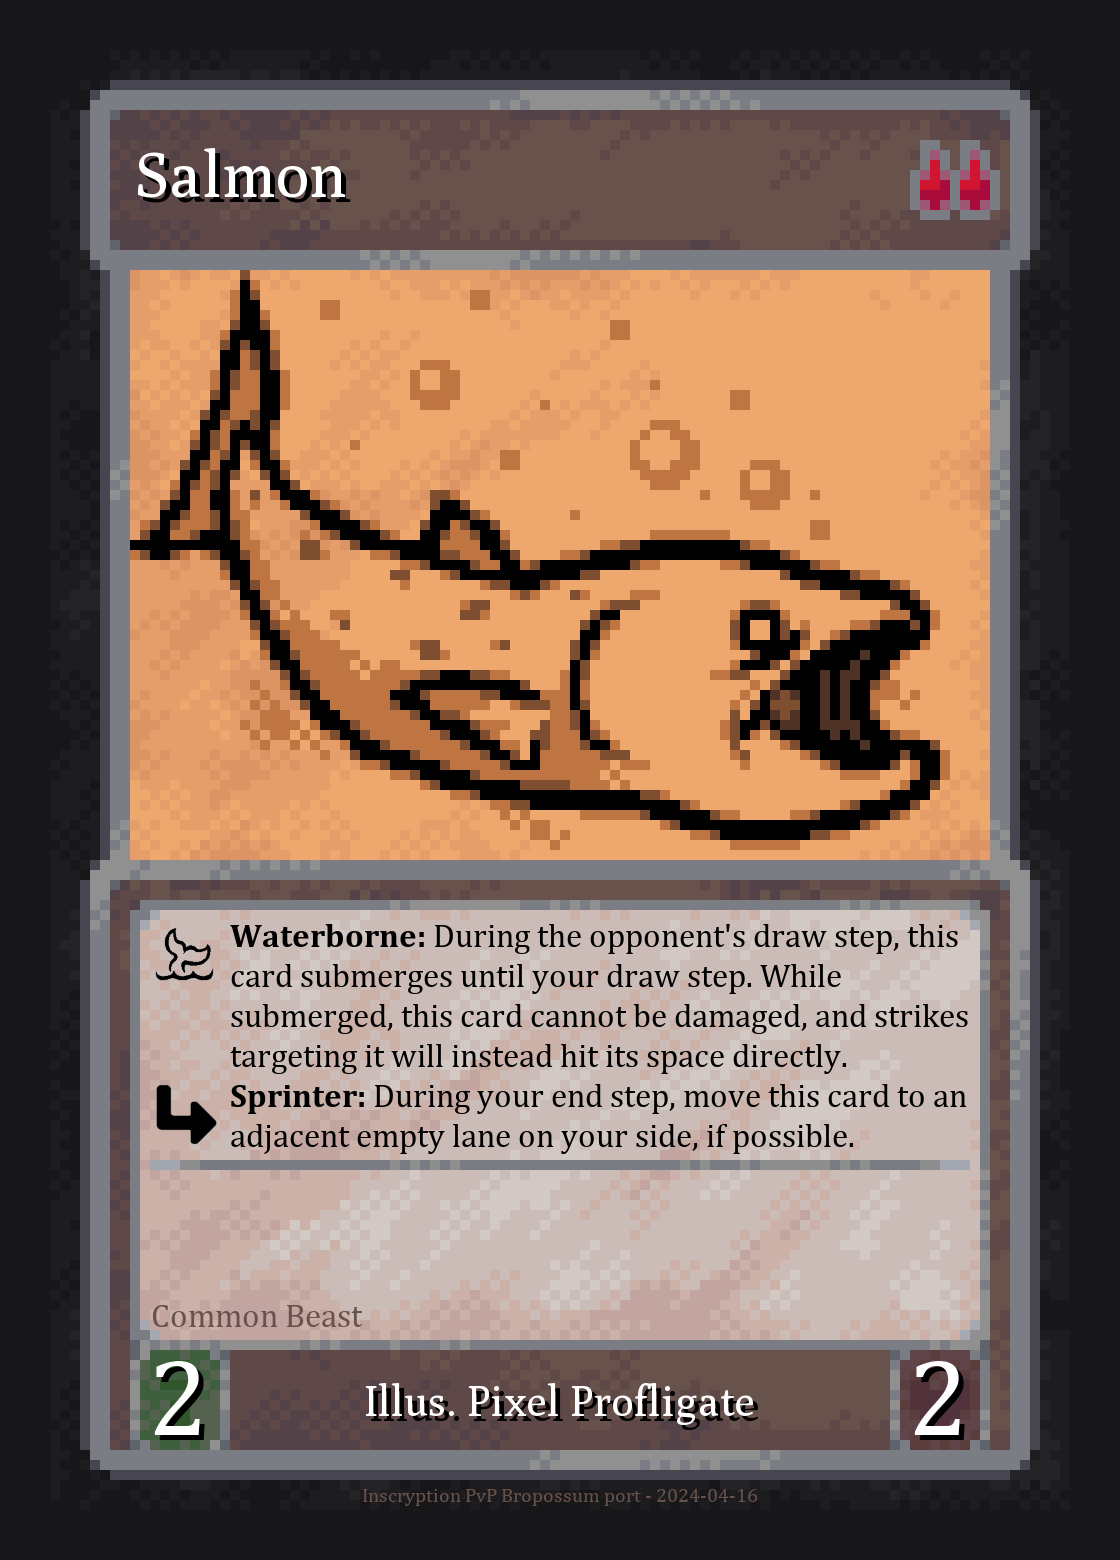 Salmon
Waterborne: During the opponent's draw step, this
card submerges until your draw step. While
submerged, this card cannot be damaged, and strikes
targeting it will instead hit its space directly.
Sprinter: During your end step, move this card to an
adjacent empty lane on your side, if possible.
Common Beast
2
Illus. Pixel Profligate
2
Inscryption PvP Bropossum port - 2024-04-16